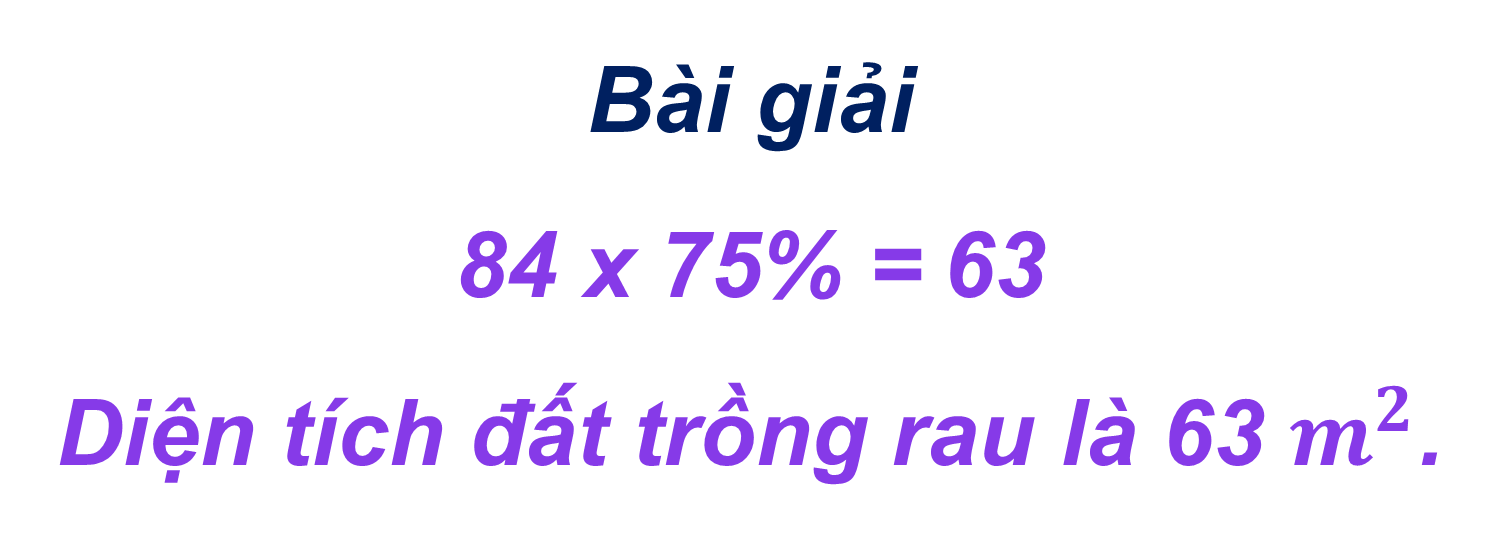 Bài giải
84 x 75% = 63
Diện tích đất trồng rau là 63 m².